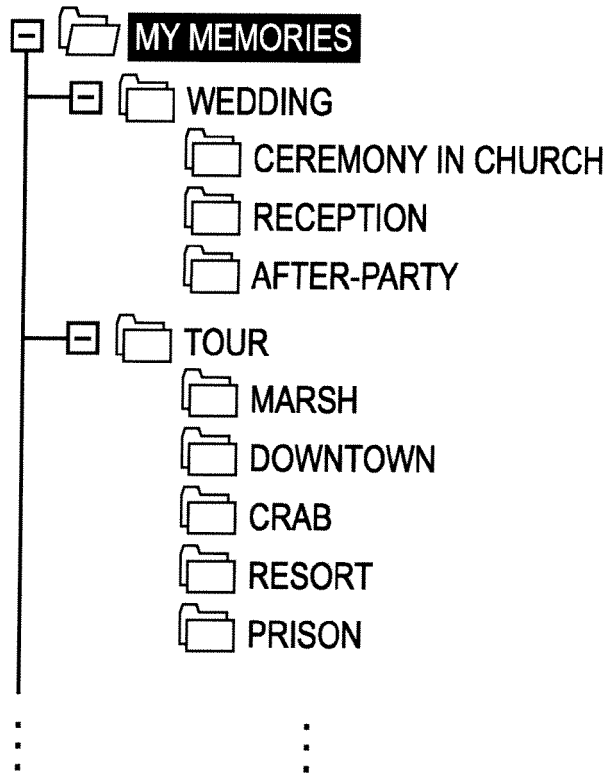 MY MEMORIES
WEDDING
CEREMONY IN CHURCH
RECEPTION
AFTER-PARTY
TOUR
MARSH
DOWNTOWN
CRAB
RESORT
PRISON